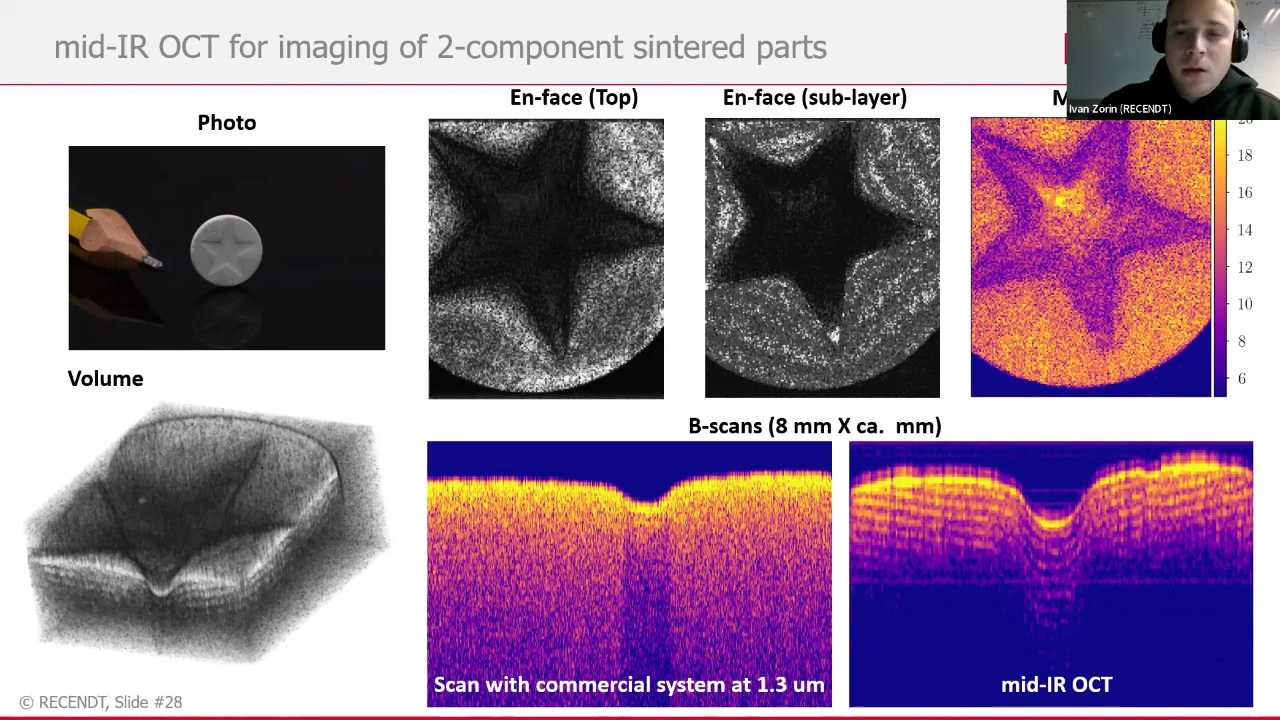 mid-IR OCT for imaging of 2-component sintered parts
Ivan Zorin (RECENDT)
Photo
En-face (Top)
En-face (sub-layer)
18
16
14
12
10
8
6
Volume
B-scans (8 mm X ca. mm)
Scan with commercial system at 1.3 um
mid-IR OCT
© RECENDT, Slide #28